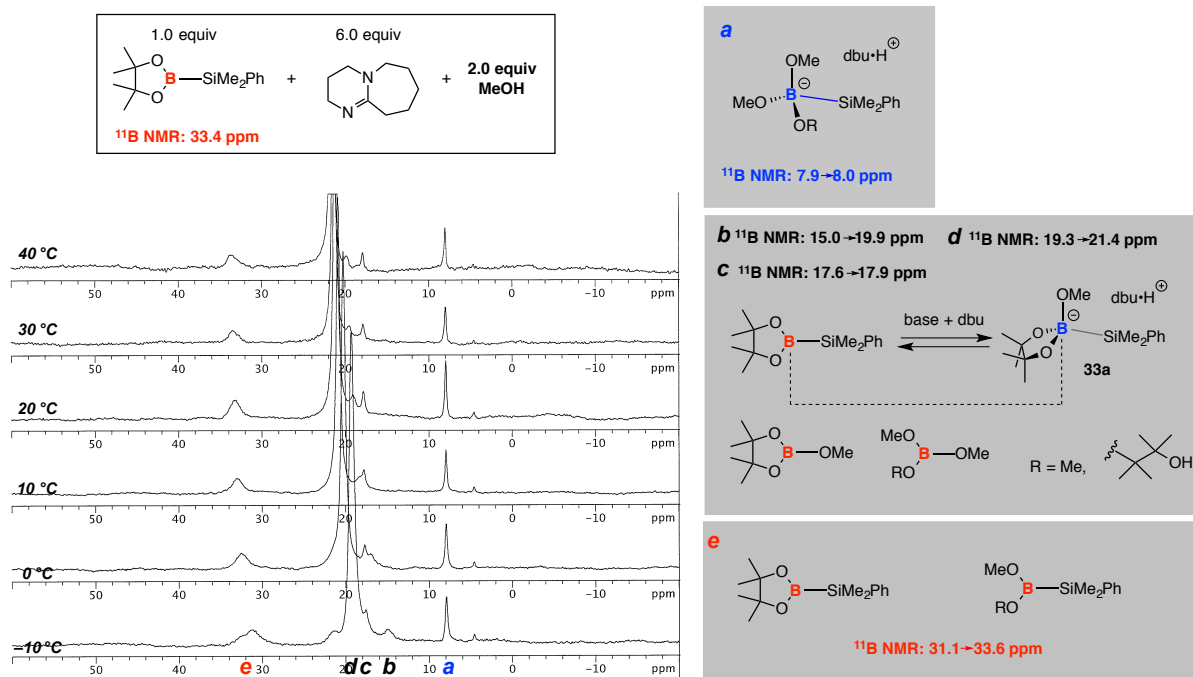 1.0 equiv
6.0 equiv
O
B
O
SiMe2Ph
+
N
N
+
2.0 equiv
MeOH
11B NMR: 33.4 ppm
40 °C
50 40 30 20 10 0 −10 ppm
30 °C
50 40 30 20 10 0 −10 ppm
20 °C
50 40 30 20 10 0 −10 ppm
10 °C
50 40 30 20 10 0 −10 ppm
0 °C
50 40 30 20 10 0 −10 ppm
−10 °C
50 40 30 20 10 0 −10 ppm
e d c b a
a
dbu•H⊕
OMe
⊖
MeO
B
SiMe2Ph
OR
11B NMR: 7.9→8.0 ppm
b 11B NMR: 15.0→19.9 ppm
d 11B NMR: 19.3→21.4 ppm
c 11B NMR: 17.6→17.9 ppm
O
B
O
SiMe2Ph
base + dbu
OMe
dbu•H⊕
⊖
O
B
O
SiMe2Ph
33a
O
B
O
OMe
MeO
B
OMe
RO
R = Me,
OH
e
O
B
O
SiMe2Ph
MeO
B
SiMe2Ph
RO
11B NMR: 31.1→33.6 ppm